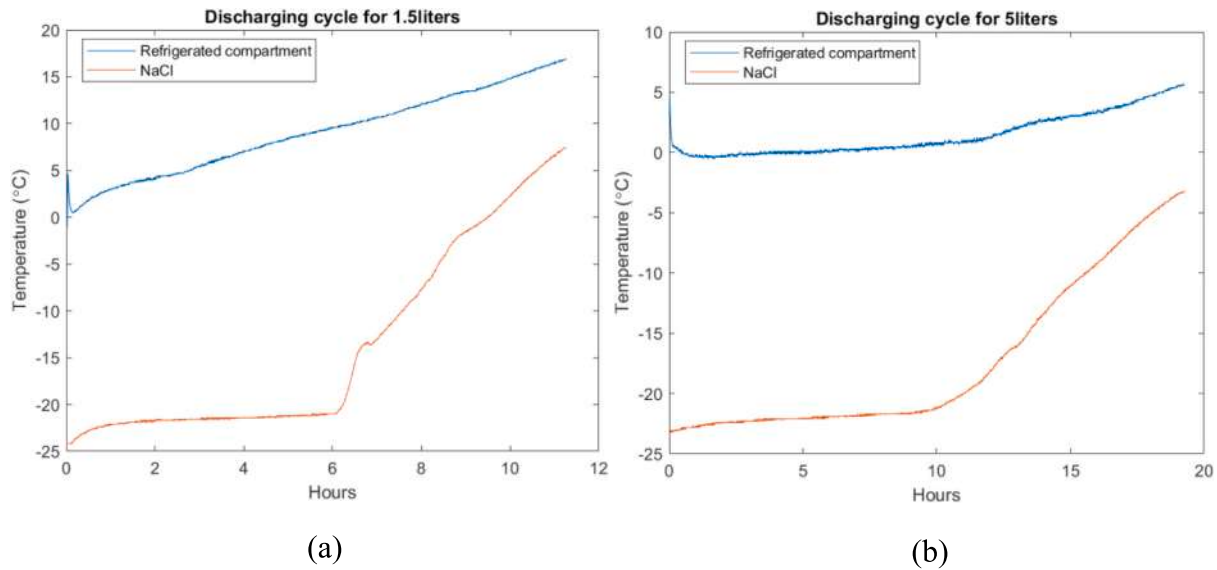 Discharging cycle for 1.5liters
20
15
10
5
0
-5
-10
-15
-20
-25
Temperature (°C)
Refrigerated compartment
NaCl
0 2 4 6 8 10 12
Hours
(a)
Discharging cycle for 5liters
10
5
0
-5
-10
-15
-20
-25
Temperature (°C)
Refrigerated compartment
NaCl
0 5 10 15 20
Hours
(b)